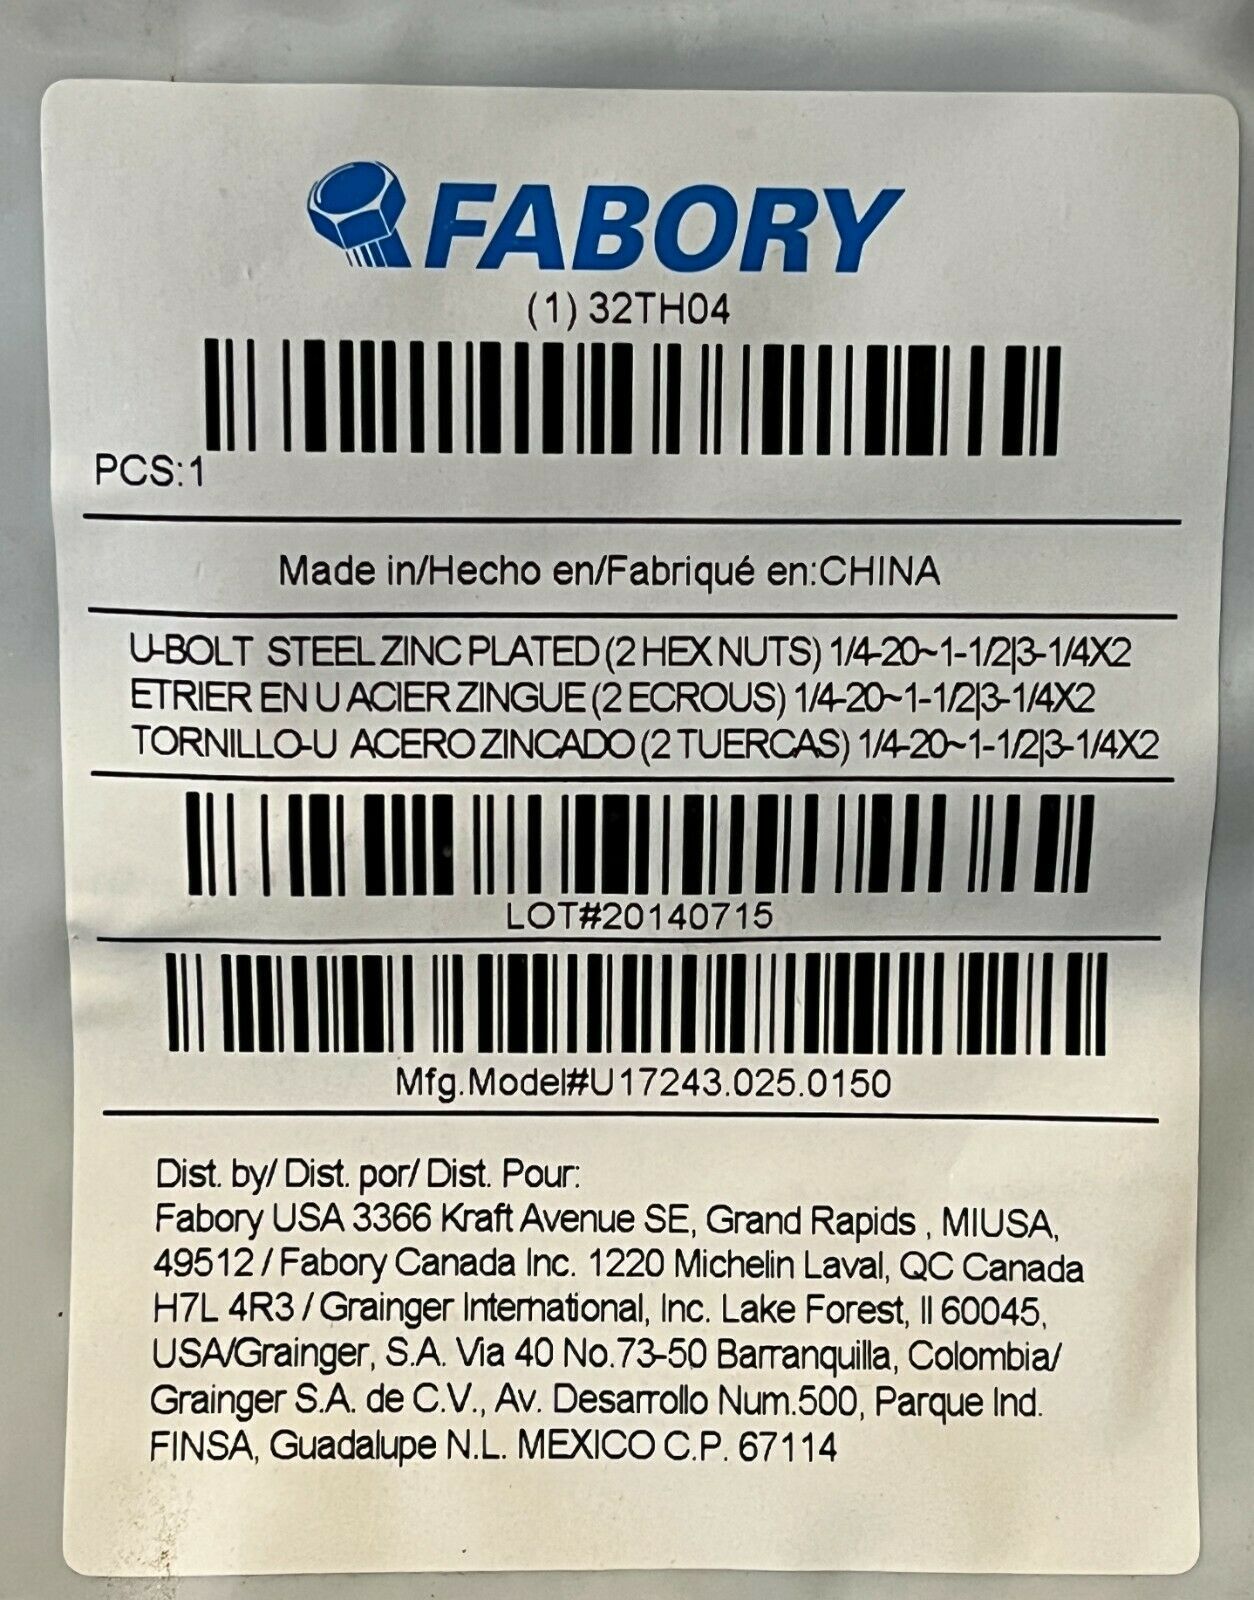 FABORY
(1) 32TH04
PCS:1
Made in/Hecho en/Fabriqué en:CHINA
U-BOLT STEEL ZINC PLATED (2 HEX NUTS) 1/4-20~1-1/2|3-1/4X2
ETRIER EN U ACIER ZINGUE (2 ECROUS) 1/4-20~1-1/2|3-1/4X2
TORNILLO-U ACERO ZINCADO (2 TUERCAS) 1/4-20~1-1/2|3-1/4X2
LOT#20140715
Mfg.Model#U17243.025.0150
Dist. by/ Dist. por/ Dist. Pour:
Fabory USA 3366 Kraft Avenue SE, Grand Rapids , MIUSA,
49512 / Fabory Canada Inc. 1220 Michelin Laval, QC Canada
H7L 4R3 / Grainger International, Inc. Lake Forest, Il 60045,
USA/Grainger, S.A. Via 40 No.73-50 Barranquilla, Colombia/
Grainger S.A. de C.V., Av. Desarrollo Num.500, Parque Ind.
FINSA, Guadalupe N.L. MEXICO C.P. 67114